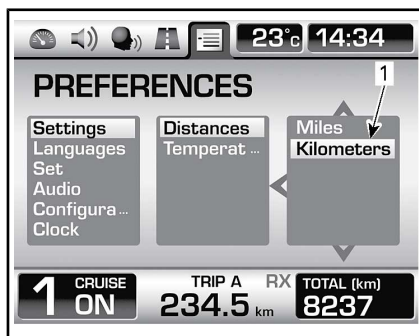 23°c 14:34
PREFERENCES
1
Settings
Languages
Set
Audio
Configura ...
Clock
Distances
Temperat ...
Miles
Kilometers
1 CRUISE ON
TRIP A RX
234.5 km
TOTAL (km)
8237